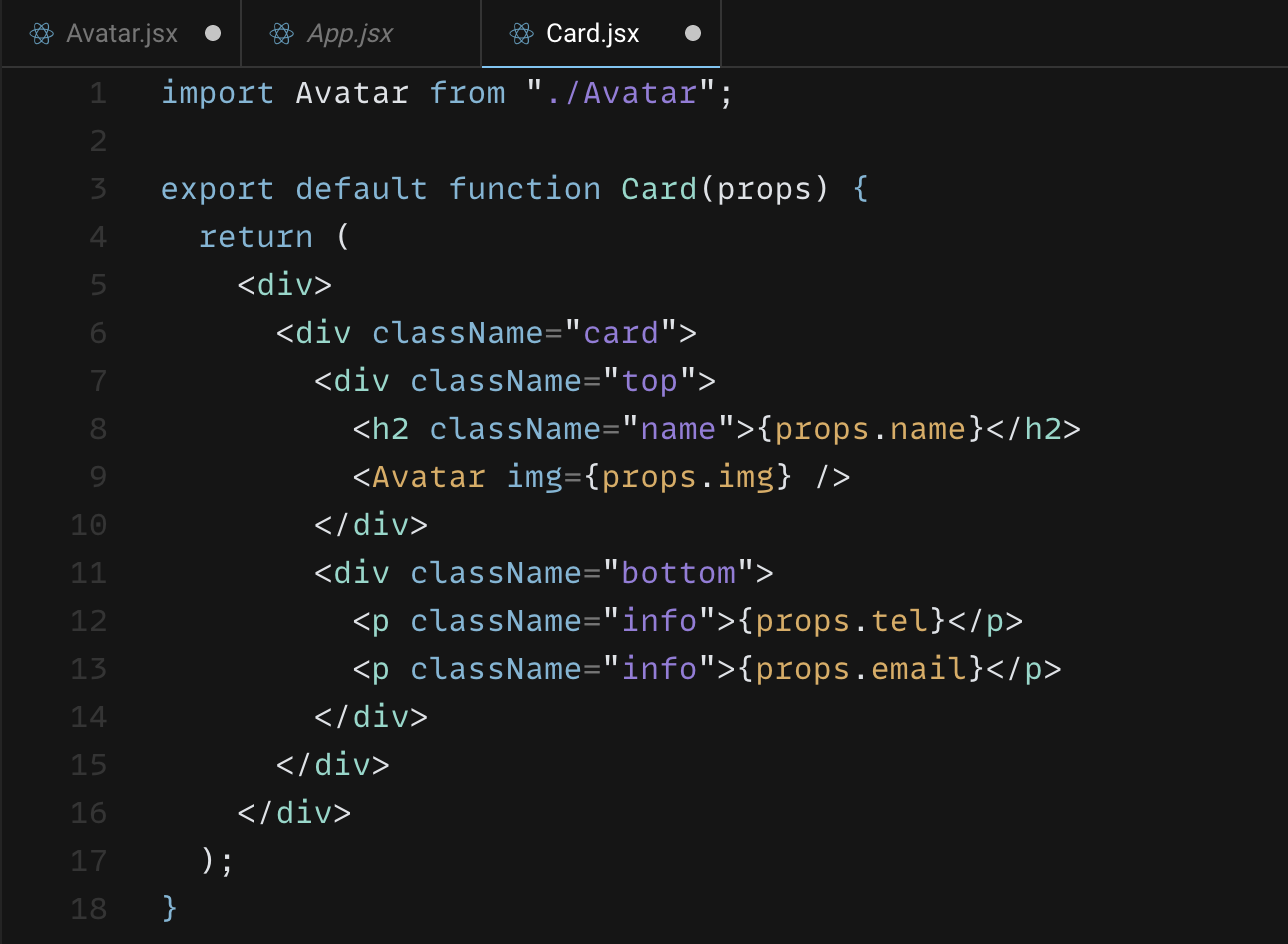 Avatar.jsx App.jsx Card.jsx
1 import Avatar from "./Avatar";
2
3 export default function Card(props) {
4   return (
5     <div>
6       <div className="card">
7         <div className="top">
8           <h2 className="name">{props.name}</h2>
9           <Avatar img={props.img} />
10         </div>
11         <div className="bottom">
12           <p className="info">{props.tel}</p>
13           <p className="info">{props.email}</p>
14         </div>
15       </div>
16     </div>
17   );
18 }